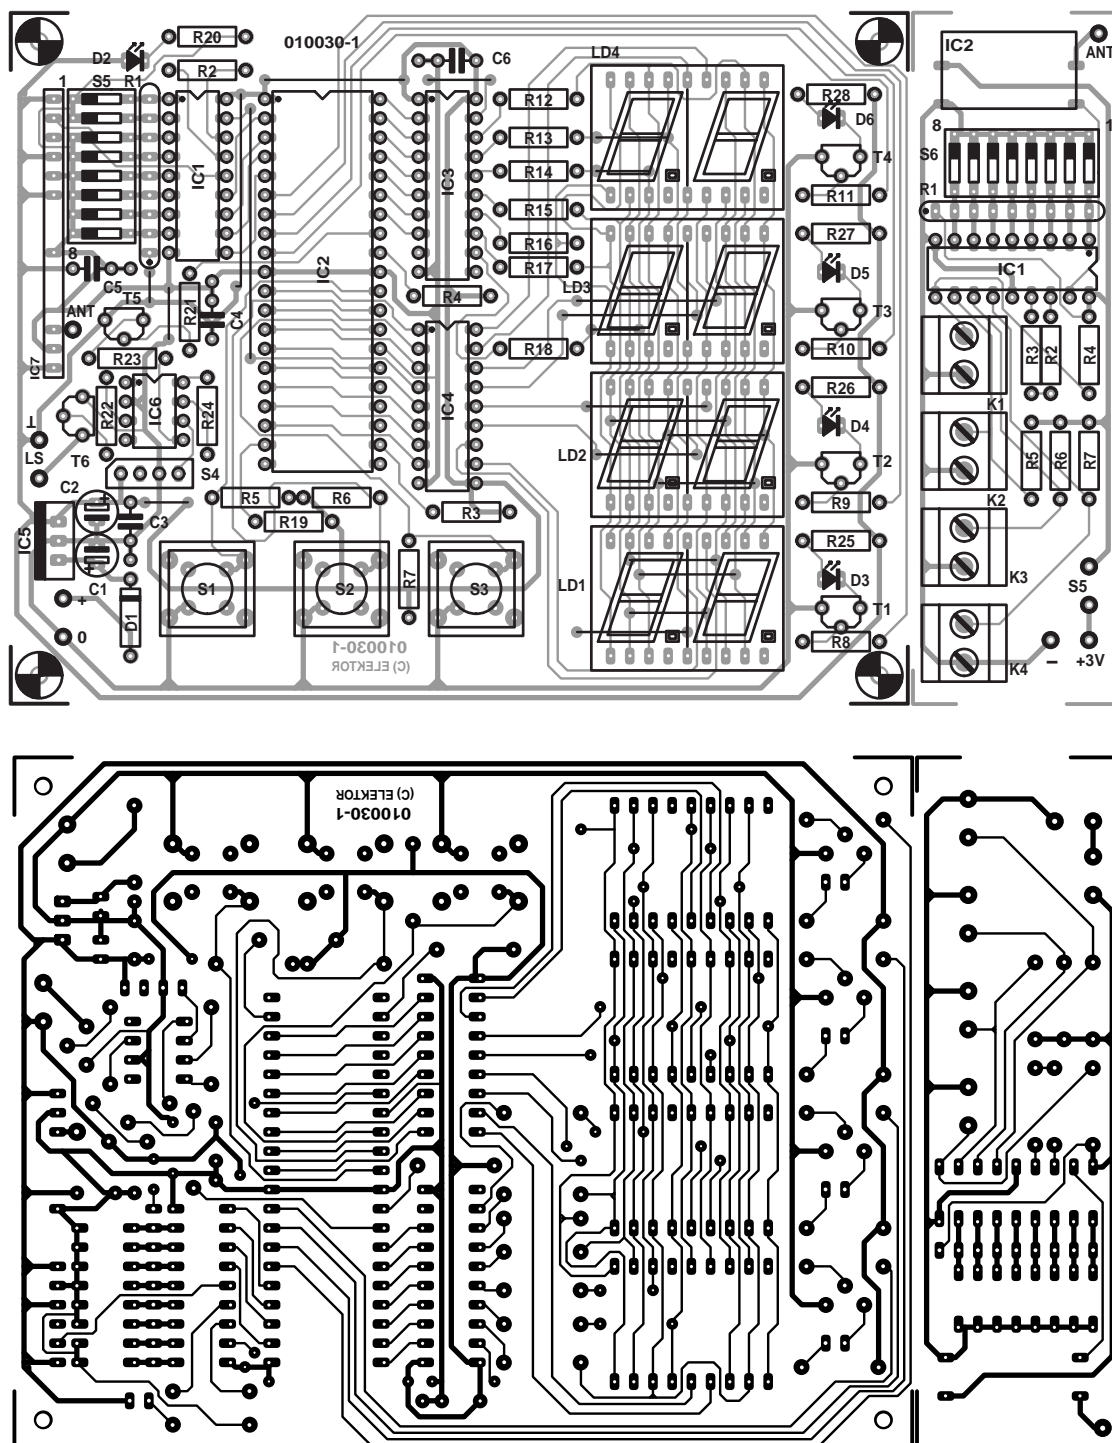 R20
010030-1
D2
R2
C6
LD4
1
S5
R1
R12
R28
D6
R13
T4
R14
IC1
IC3
R11
R15
R27
R16
8
IC2
R17
D5
C5
LD3
ANT
T5
R21
C4
R4
T3
R23
R18
R10
IC7
R26
R22
IC6
R24
IC4
D4
⊥
LS
T6
S4
LD2
T2
C2
R5
R6
R9
+
C3
R19
R3
IC5
R25
+
C1
S1
S2
R7
S3
LD1
D3
+
D1
T1
0
R8
010030-1
(C) ELEKTOR
IC2
ANT
8
1
S6
R1
IC1
R3
R2
R4
K1
R5
R6
R7
K2
K3
S5
K4
–
+3V
(C) ELEKTOR
010030-1